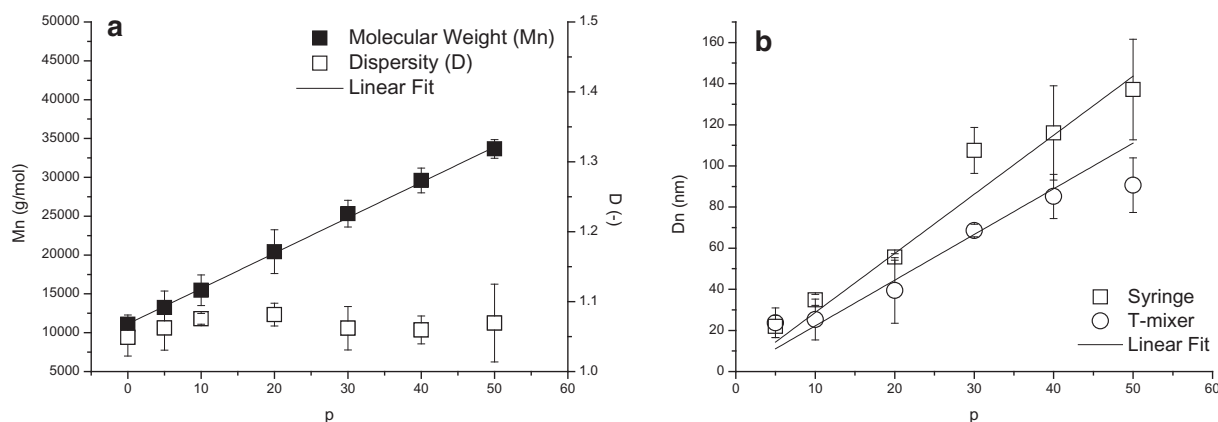 a
50000
45000
40000
35000
30000
25000
20000
15000
10000
5000
Mn (g/mol)
Molecular Weight (Mn)
Dispersity (D)
Linear Fit
1.5
1.4
1.3
1.2
1.1
1.0
D (-)
0 10 20 30 40 50 60
p
b
160
140
120
100
80
60
40
20
0
Dn (nm)
Syringe
T-mixer
Linear Fit
0 10 20 30 40 50 60
p